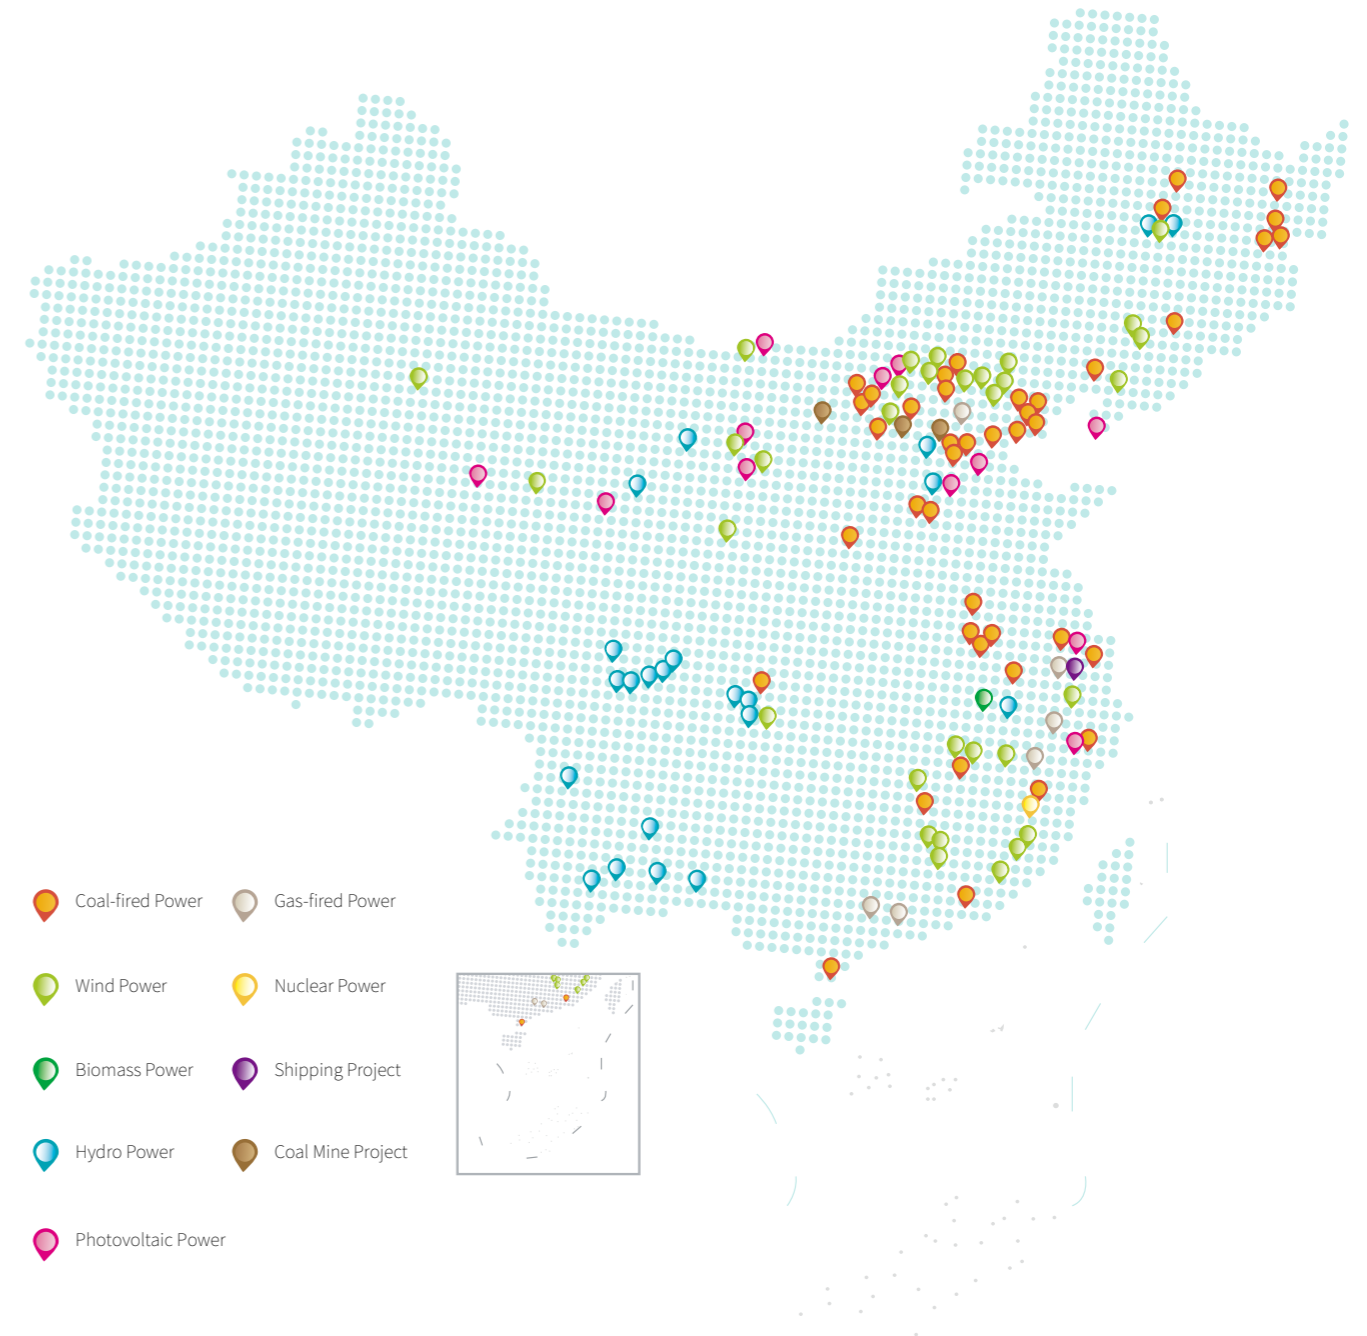 Coal-fired Power
Gas-fired Power
Wind Power
Nuclear Power
Biomass Power
Shipping Project
Hydro Power
Coal Mine Project
Photovoltaic Power